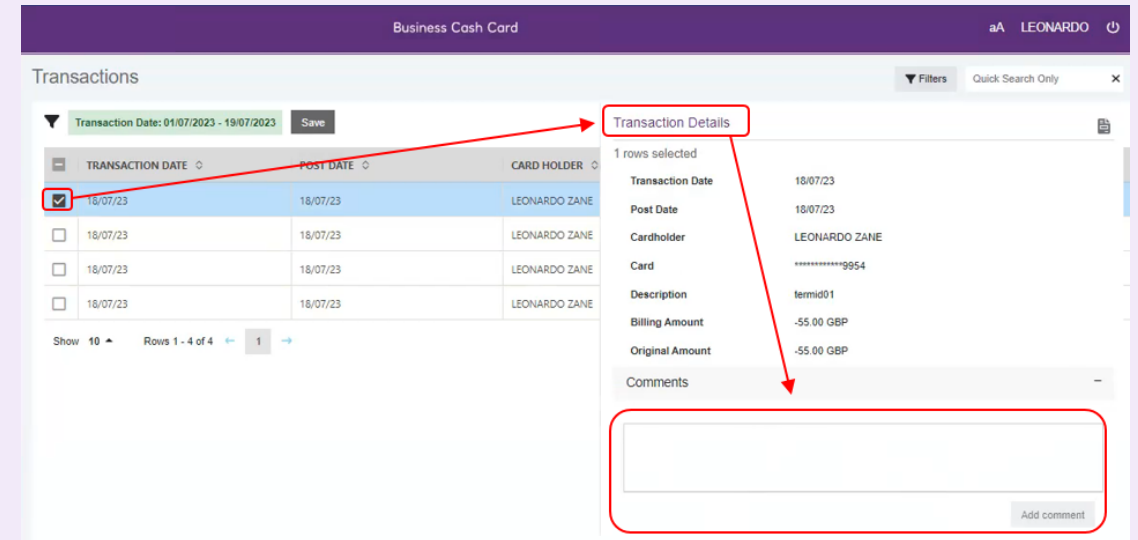 Business Cash Card
aA LEONARDO
Transactions
Filters
Quick Search Only
Transaction Date: 01/07/2023 - 19/07/2023 Save
TRANSACTION DATE POST DATE CARD HOLDER
18/07/23 18/07/23 LEONARDO ZANE
18/07/23 18/07/23 LEONARDO ZANE
18/07/23 18/07/23 LEONARDO ZANE
18/07/23 18/07/23 LEONARDO ZANE
Show 10 Rows 1 - 4 of 4 ← 1 →
Transaction Details
1 rows selected
Transaction Date 18/07/23
Post Date 18/07/23
Cardholder LEONARDO ZANE
Card ************9954
Description termid01
Billing Amount -55.00 GBP
Original Amount -55.00 GBP
Comments
Add comment